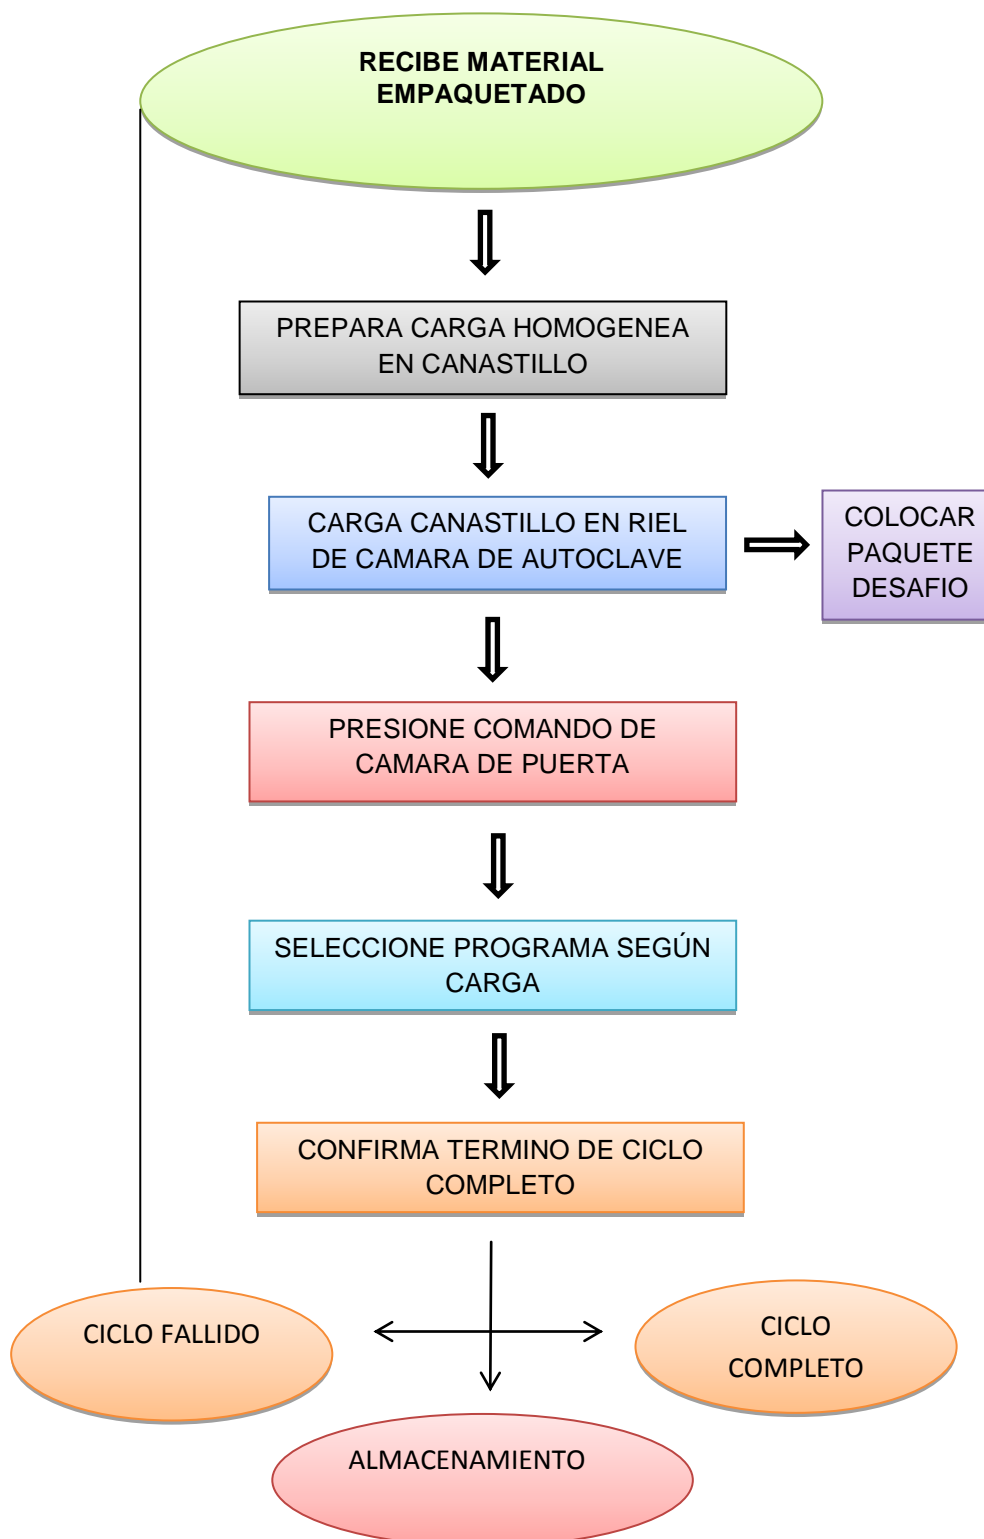 RECIBE MATERIAL
EMPAQUETADO
PREPARA CARGA HOMOGENEA
EN CANASTILLO
CARGA CANASTILLO EN RIEL
DE CAMARA DE AUTOCLAVE
COLOCAR
PAQUETE
DESAFIO
PRESIONE COMANDO DE
CAMARA DE PUERTA
SELECCIONE PROGRAMA SEGÚN
CARGA
CONFIRMA TERMINO DE CICLO
COMPLETO
CICLO FALLIDO
CICLO
COMPLETO
ALMACENAMIENTO